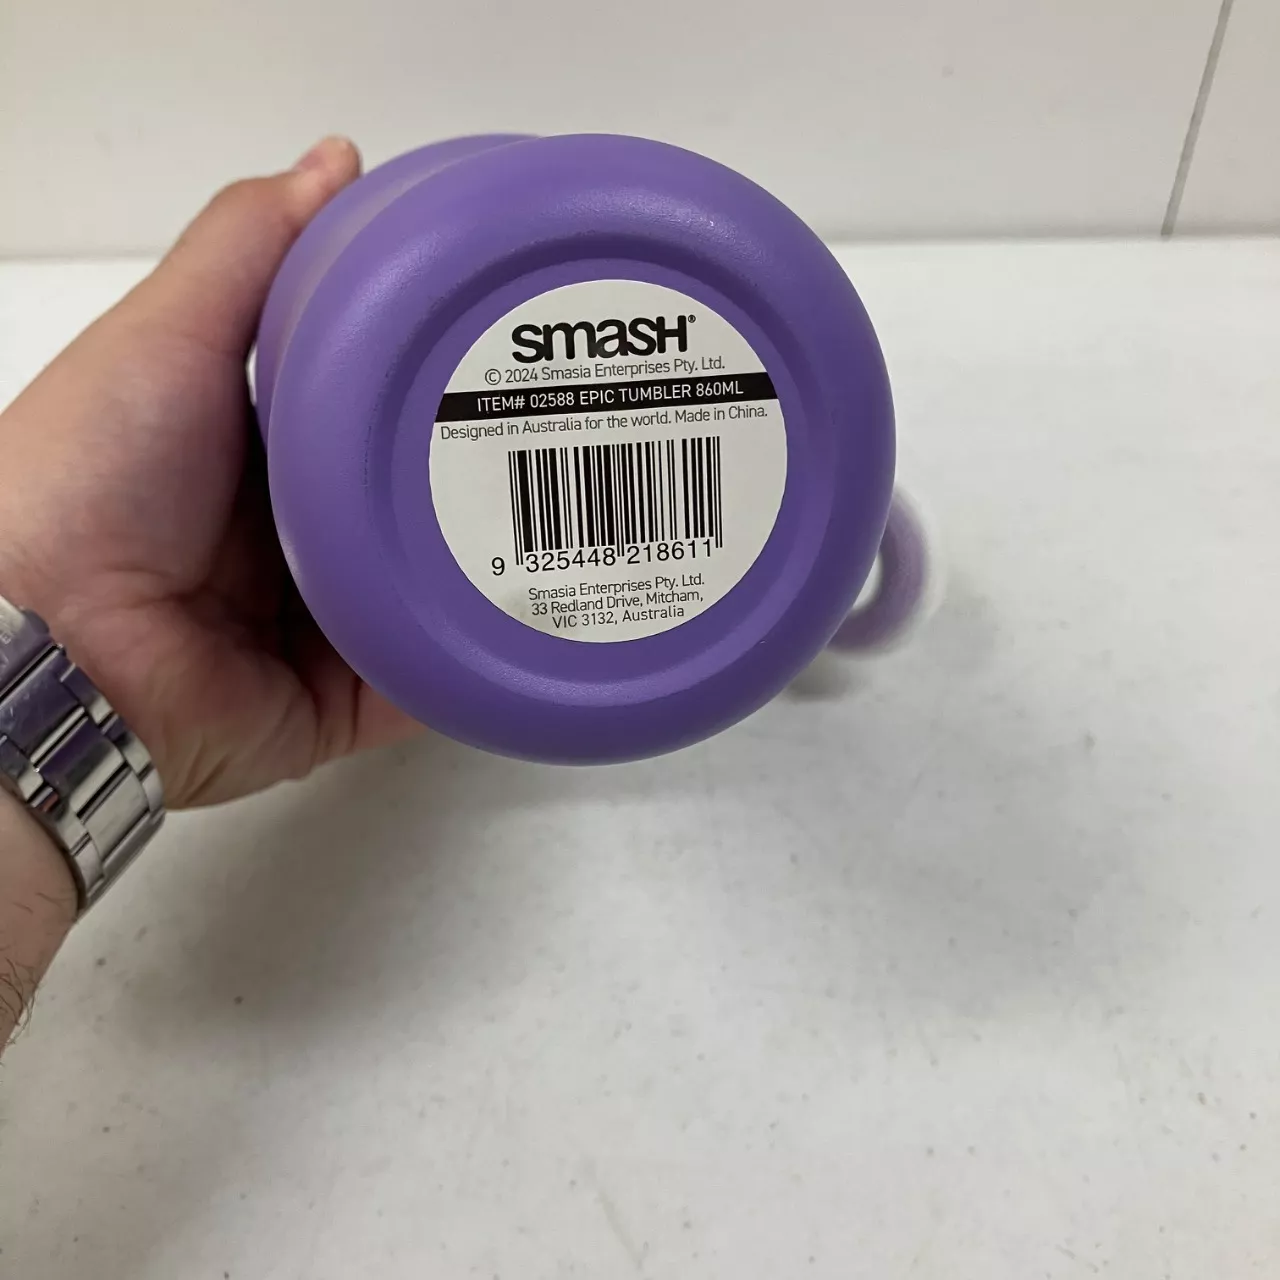 smasH®
© 2024 Smasia Enterprises Pty. Ltd.
ITEM# 02588 EPIC TUMBLER 860ML
Designed in Australia for the world. Made in China.
9 325448 218611
Smasia Enterprises Pty. Ltd.
33 Redland Drive, Mitcham,
VIC 3132, Australia